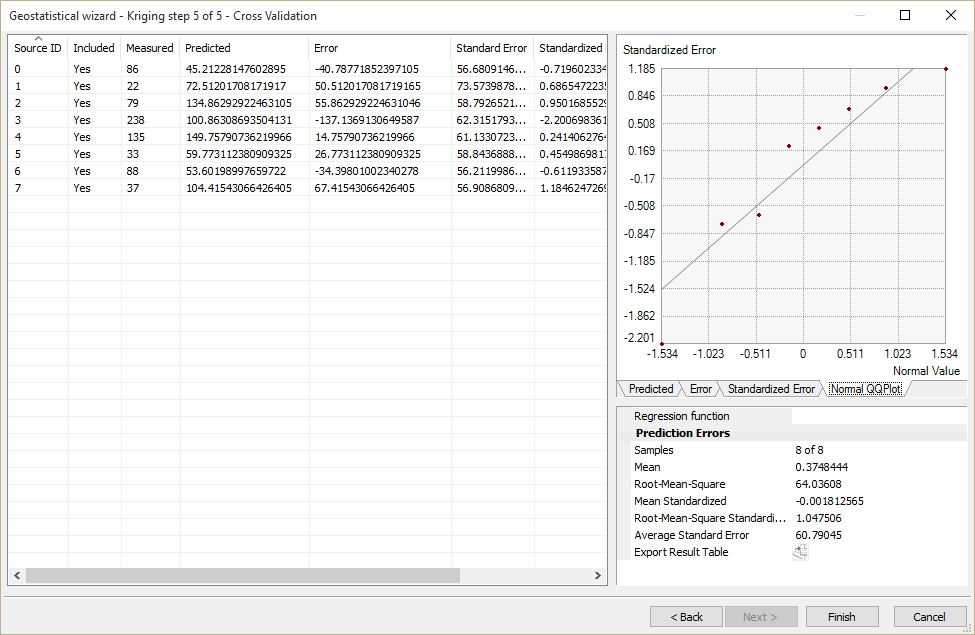 Geostatistical wizard - Kriging step 5 of 5 - Cross Validation
Source ID Included Measured Predicted Error Standard Error Standardized
0 Yes 86 45.21228147602895 -40.78771852397105 56.6809146... -0.719602334
1 Yes 22 72.51201708171917 50.512017081719165 73.5739878... 0.6865472235
2 Yes 79 134.86292922463105 55.862929224631046 58.7926521... 0.9501685529
3 Yes 238 100.86308693504131 -137.1369130649587 62.3151793... -2.200698361
4 Yes 135 149.75790736219966 14.75790736219966 61.1330723... 0.2414062764
5 Yes 33 59.773112380909325 26.773112380909325 58.8436888... 0.4549869817
6 Yes 88 53.60198997659722 -34.39801002340278 56.2119986... -0.611933587
7 Yes 37 104.41543066426405 67.41543066426405 56.9086809... 1.1846247269
Standardized Error
1.185
0.846
0.508
0.169
-0.17
-0.508
-0.847
-1.185
-1.524
-1.862
-2.201
-1.534 -1.023 -0.511 0 0.511 1.023 1.534
Normal Value
Predicted Error Standardized Error Normal QQPlot
Regression function
Prediction Errors
Samples 8 of 8
Mean 0.3748444
Root-Mean-Square 64.03608
Mean Standardized -0.001812565
Root-Mean-Square Standardi... 1.047506
Average Standard Error 60.79045
Export Result Table
< Back Next > Finish Cancel